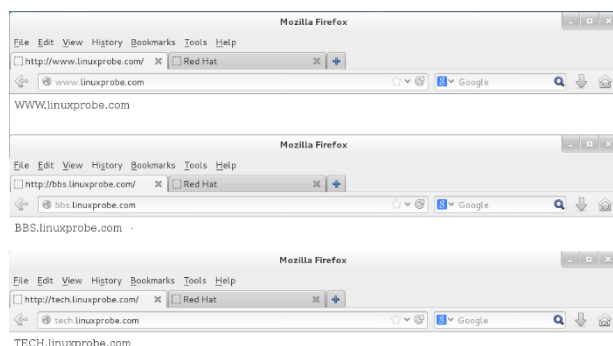 Mozilla Firefox
File Edit View History Bookmarks Tools Help
http://www.linuxprobe.com/ Red Hat
www.linuxprobe.com Google
WWW.linuxprobe.com
Mozilla Firefox
File Edit View History Bookmarks Tools Help
http://bbs.linuxprobe.com/ Red Hat
bbs.linuxprobe.com Google
BBS.linuxprobe.com
Mozilla Firefox
File Edit View History Bookmarks Tools Help
http://tech.linuxprobe.com/ Red Hat
tech.linuxprobe.com Google
TECH.linuxprobe.com